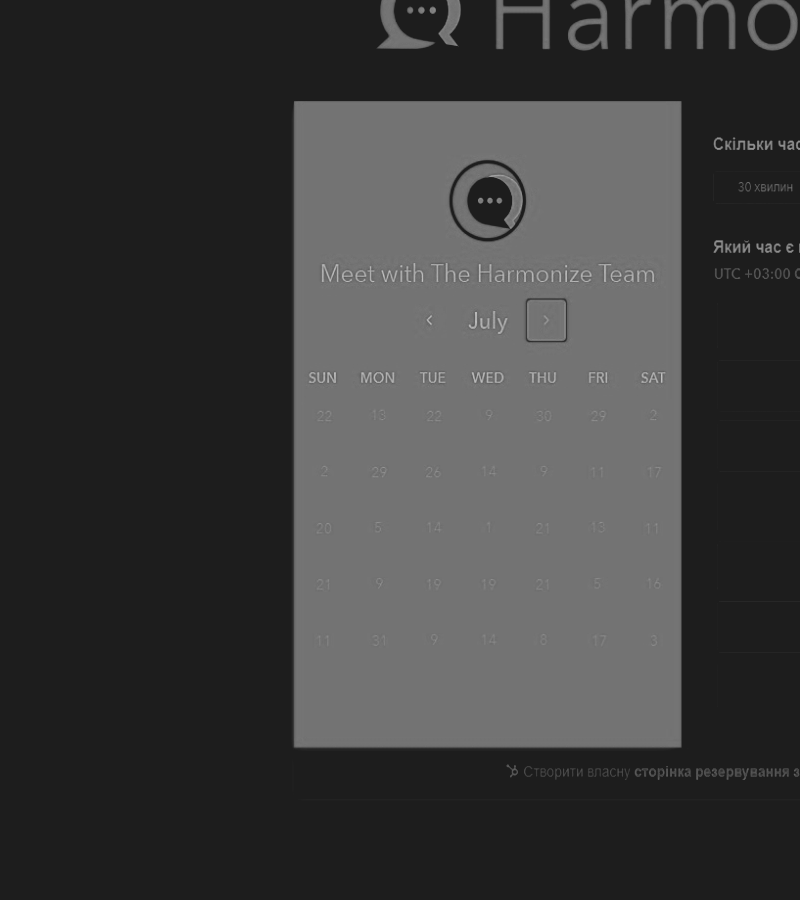 Harmo
Meet with The Harmonize Team
July
SUN MON TUE WED THU FRI SAT
22 13 22 9 30 29 2
2 29 26 14 9 11 17
20 5 14 1 21 13 11
21 9 19 19 21 5 16
11 31 9 14 8 17 3
Скільки час
30 хвилин
Який час є
UTC +03:00
Створити власну сторінка резервування з